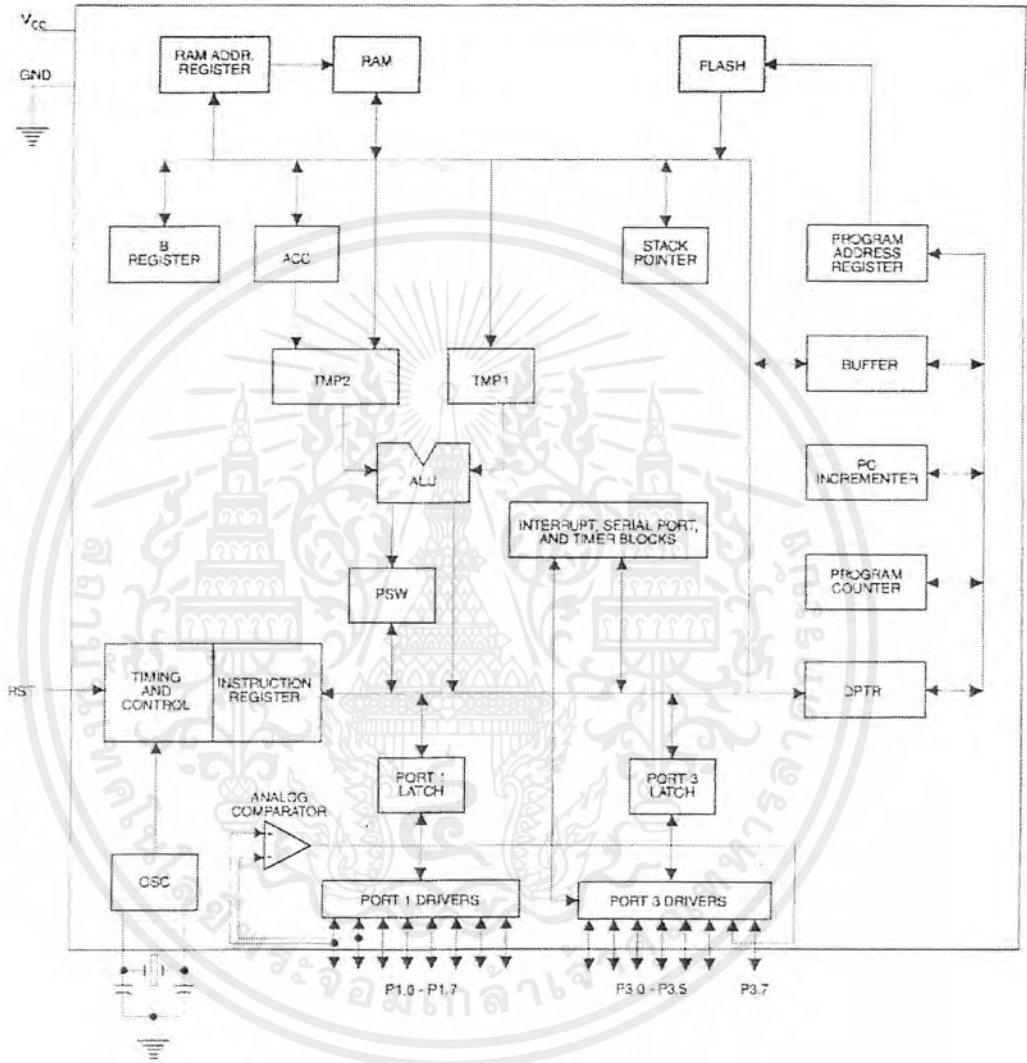 VCC
GND
RAM ADDR.
REGISTER
RAM
FLASH
B
REGISTER
ACC
STACK
POINTER
PROGRAM
ADDRESS
REGISTER
TMP2
TMP1
BUFFER
ALU
PC
INCREMENTER
INTERRUPT, SERIAL PORT,
AND TIMER BLOCKS
PSW
PROGRAM
COUNTER
RST
TIMING
AND
CONTROL
INSTRUCTION
REGISTER
DPTR
PORT 1
LATCH
PORT 3
LATCH
ANALOG
COMPARATOR
OSC
PORT 1 DRIVERS
PORT 3 DRIVERS
P1.0 - P1.7
P3.0 - P3.5
P3.7